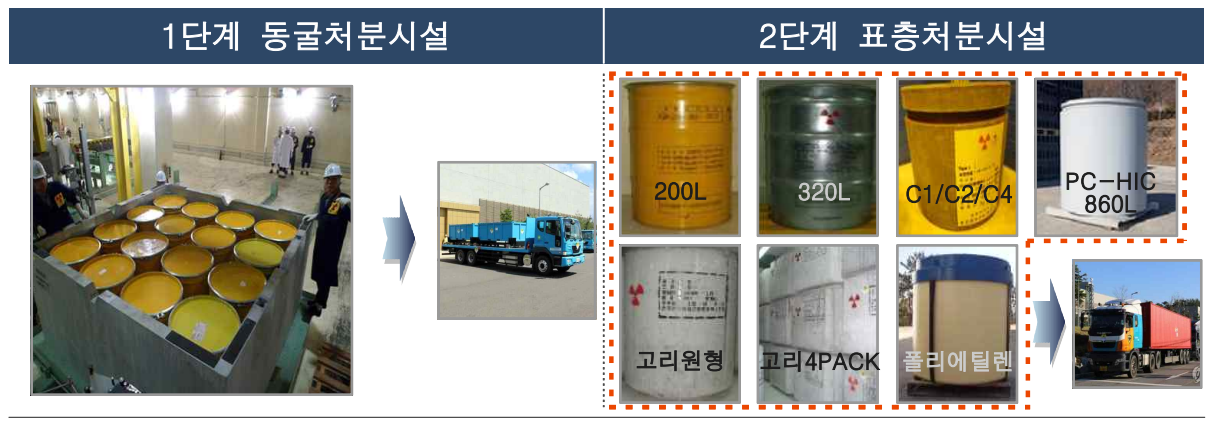 1단계 동굴처분시설
2단계 표층처분시설
200L
320L
C1/C2/C4
PC-HIC
860L
고리원형
고리4PACK
폴리에틸렌